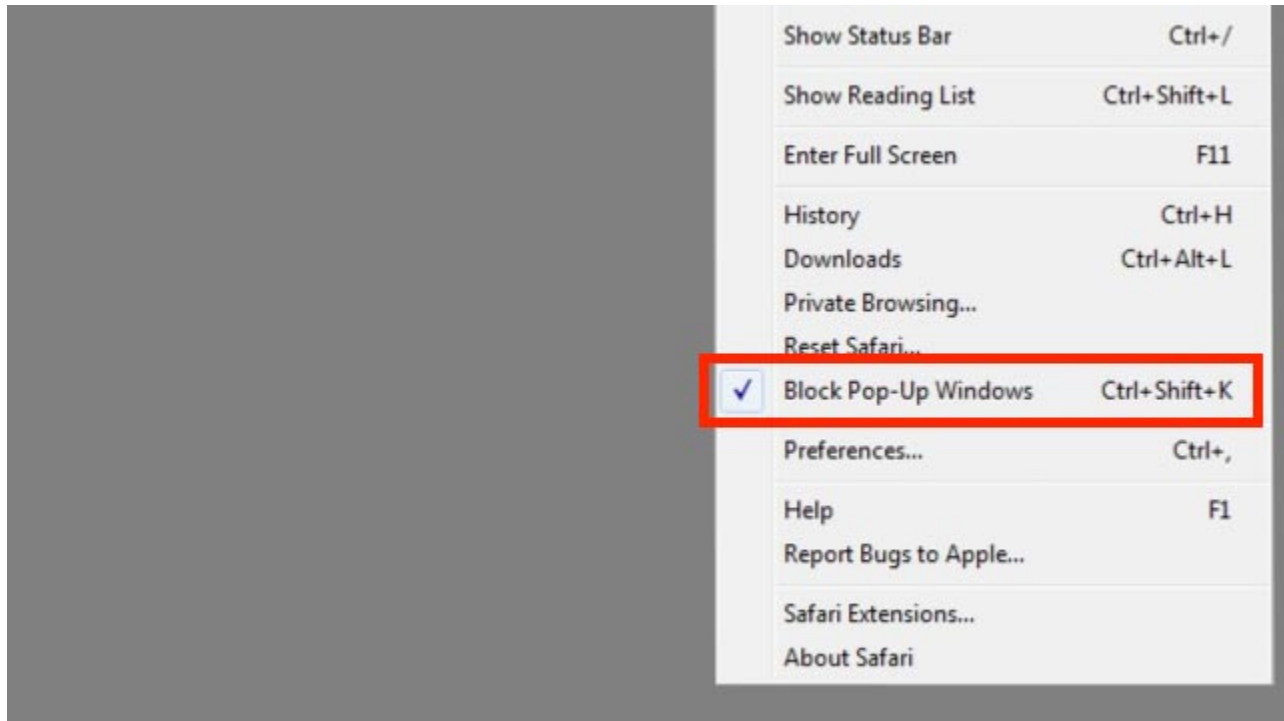 Show Status Bar Ctrl+/
Show Reading List Ctrl+Shift+L
Enter Full Screen F11
History Ctrl+H
Downloads Ctrl+Alt+L
Private Browsing...
Reset Safari...
Block Pop-Up Windows Ctrl+Shift+K
Preferences... Ctrl+,
Help F1
Report Bugs to Apple...
Safari Extensions...
About Safari